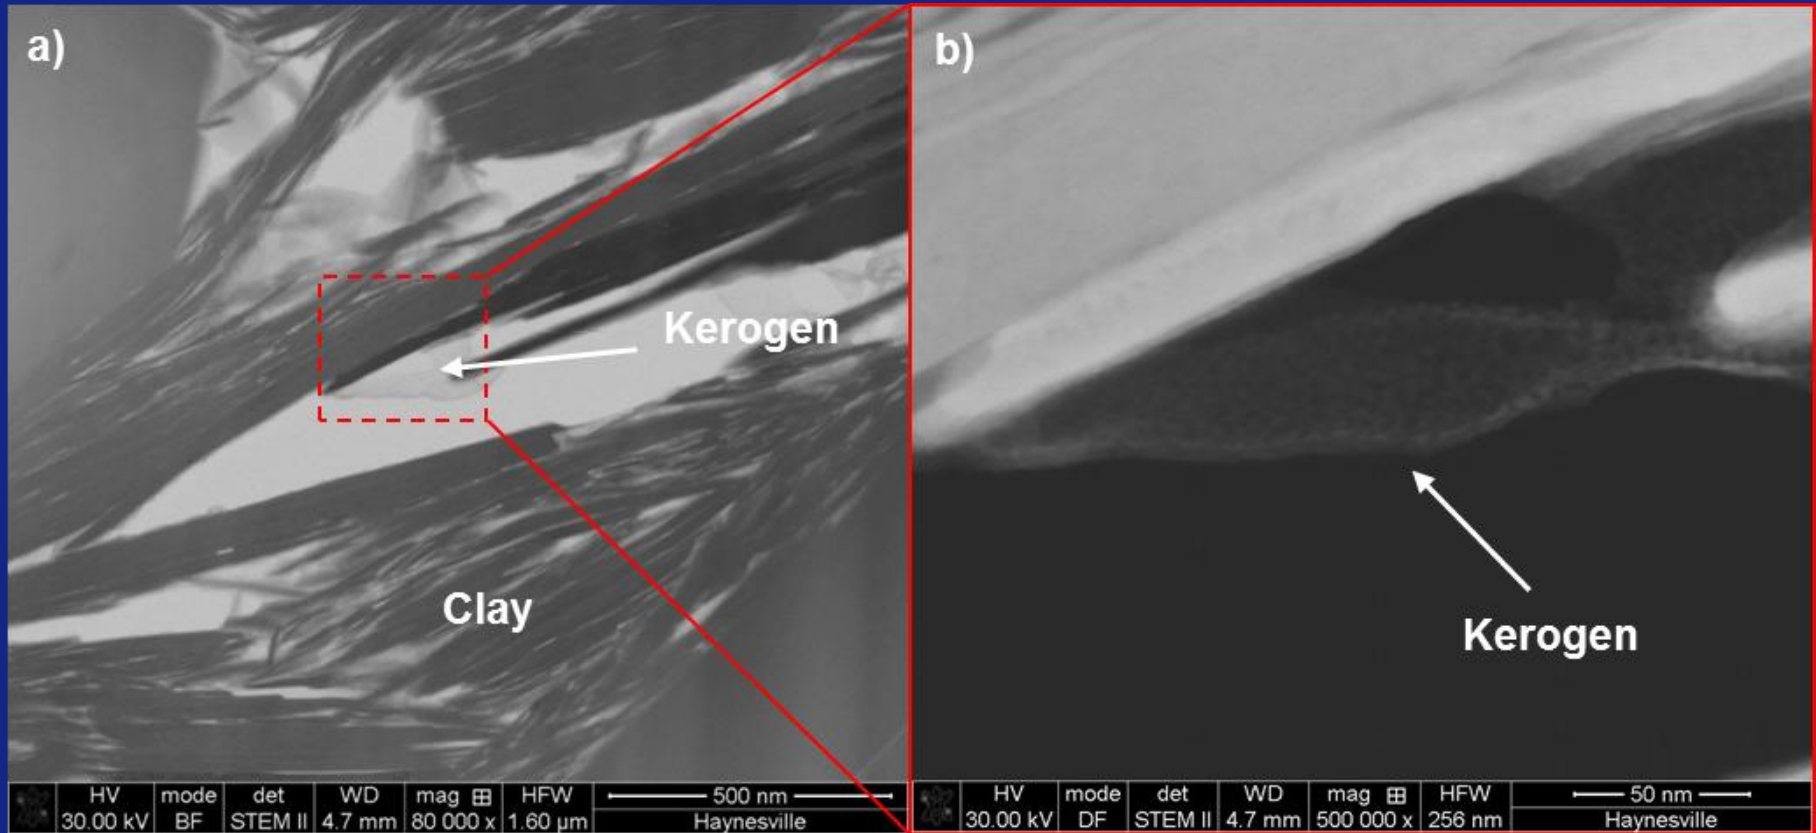 a)
Kerogen
Clay
HV mode det WD mag HFW 500 nm
30.00 kV BF STEM II 4.7 mm 80 000 x 1.60 µm Haynesville
b)
Kerogen
HV mode det WD mag HFW 50 nm
30.00 kV DF STEM II 4.7 mm 500 000 x 256 nm Haynesville